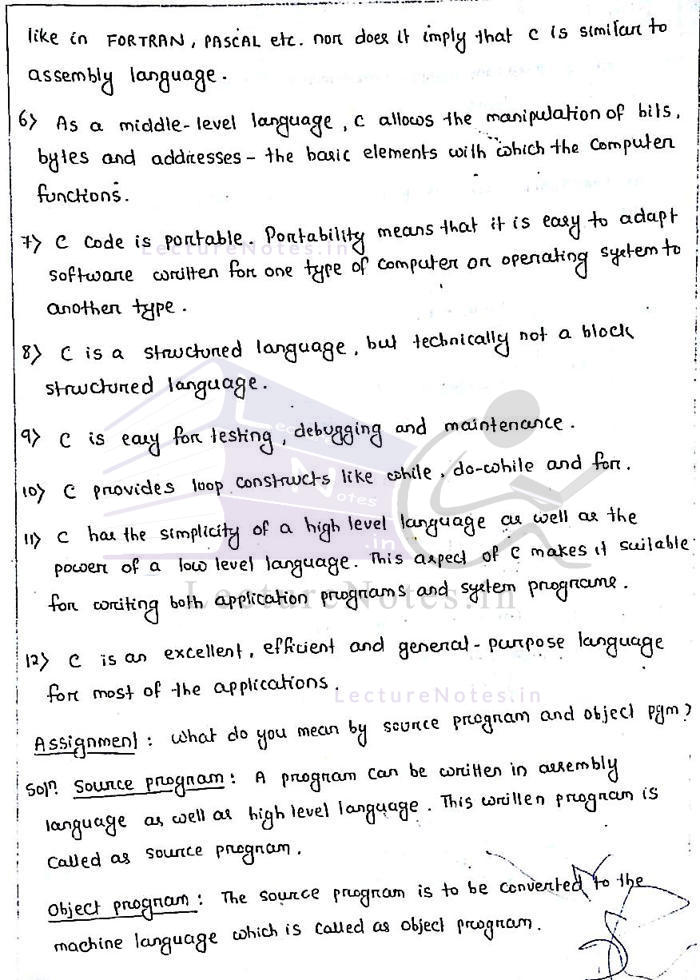 like in FORTRAN, PASCAL etc. nor does it imply that C is similar to
assembly language.
6> As a middle-level language, C allows the manipulation of bits,
bytes and addresses - the basic elements with which the computer
functions.
7> C code is portable. Portability means that it is easy to adapt
LectureNotes.in
software written for one type of computer or operating system to
another type.
8> C is a structured language, but technically not a block
structured language.
9> C is easy for testing, debugging and maintenance.
10> C provides loop constructs like while, do-while and for.
Lecture Notes .in
11> C has the simplicity of a high level language as well as the
power of a low level language. This aspect of C makes it suitable
for writing both application programs and system programs.
LectureNotes.in
12> C is an excellent, efficient and general-purpose language
for most of the applications.
LectureNotes.in
Assignment: What do you mean by source program and object pgm?
Soln. Source program: A program can be written in assembly
language as well as high level language. This written program is
called as source program.
Object program: The source program is to be converted to the
machine language which is called as object program.